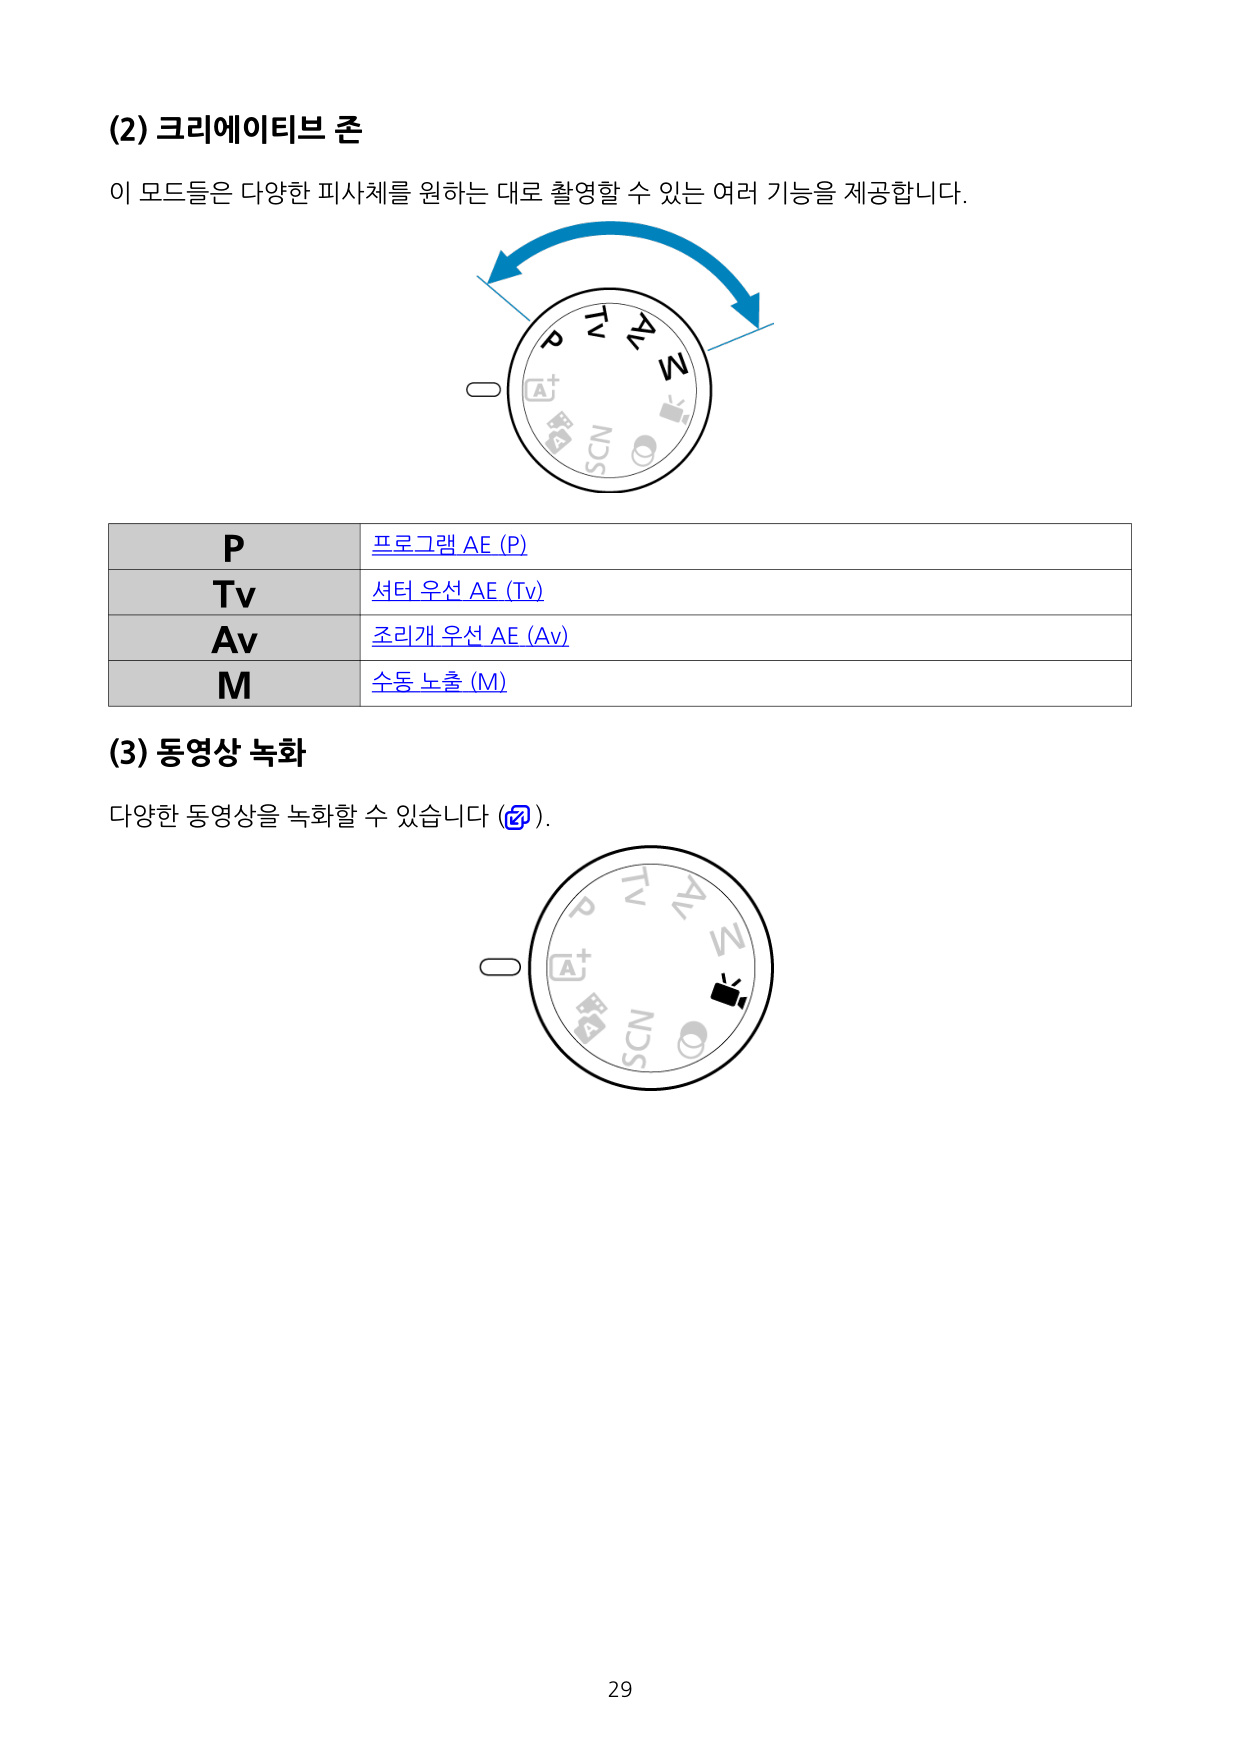 (2) 크리에이티브 존
이 모드들은 다양한 피사체를 원하는 대로 촬영할 수 있는 여러 기능을 제공합니다.
P
Tv
Av
M
A+
A
SCN
P 프로그램 AE (P)
Tv 셔터 우선 AE (Tv)
Av 조리개 우선 AE (Av)
M 수동 노출 (M)
(3) 동영상 녹화
다양한 동영상을 녹화할 수 있습니다 ( ).
P
Tv
Av
M
A+
A
SCN
29